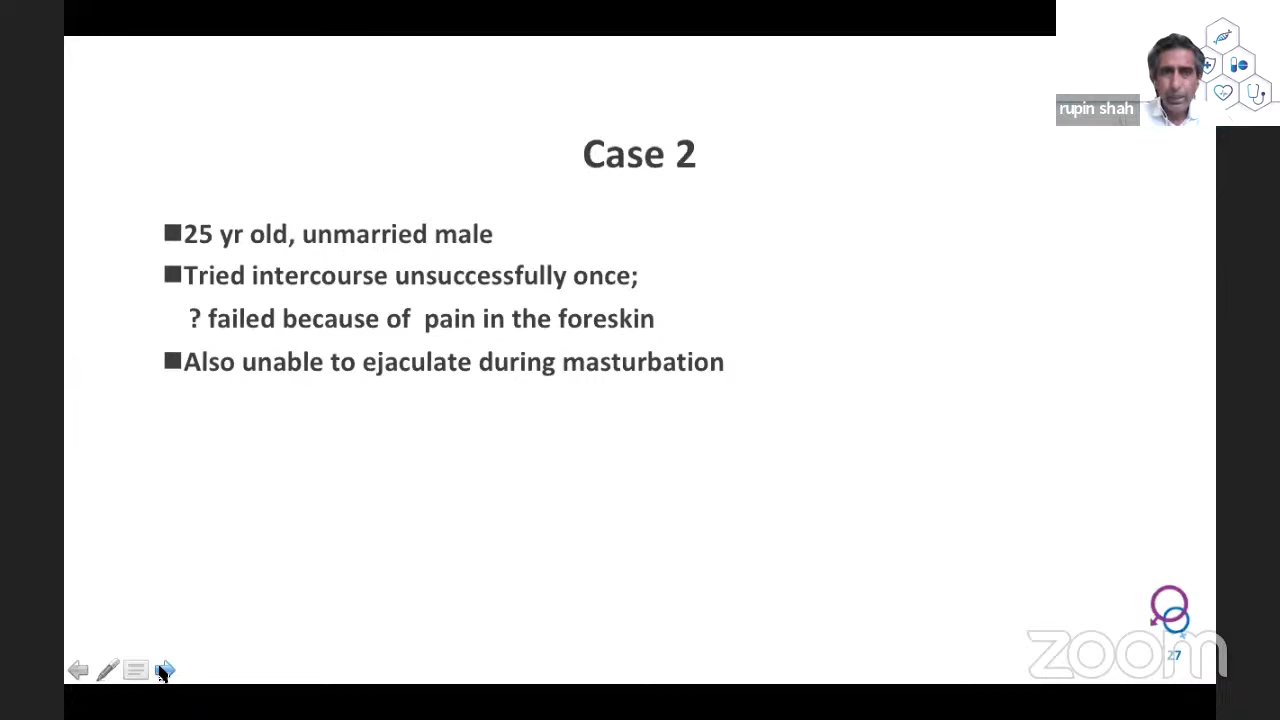 rupin shah
Case 2
■25 yr old, unmarried male
■Tried intercourse unsuccessfully once;
? failed because of pain in the foreskin
■Also unable to ejaculate during masturbation
zoom
27